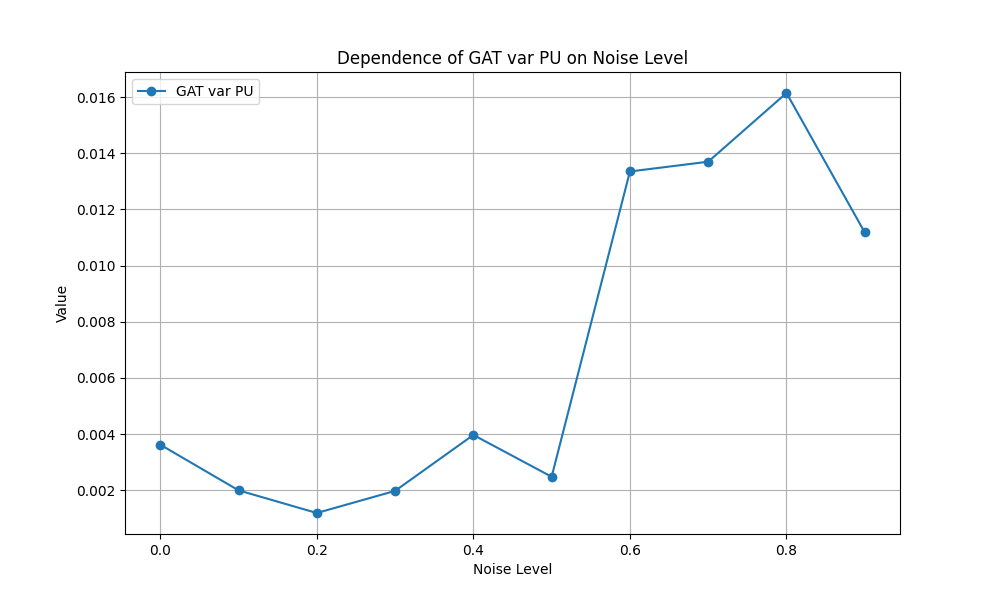 Dependence of GAT var PU on Noise Level
GAT var PU
0.016
0.014
0.012
0.010
0.008
0.006
0.004
0.002
Value
0.0 0.2 0.4 0.6 0.8
Noise Level